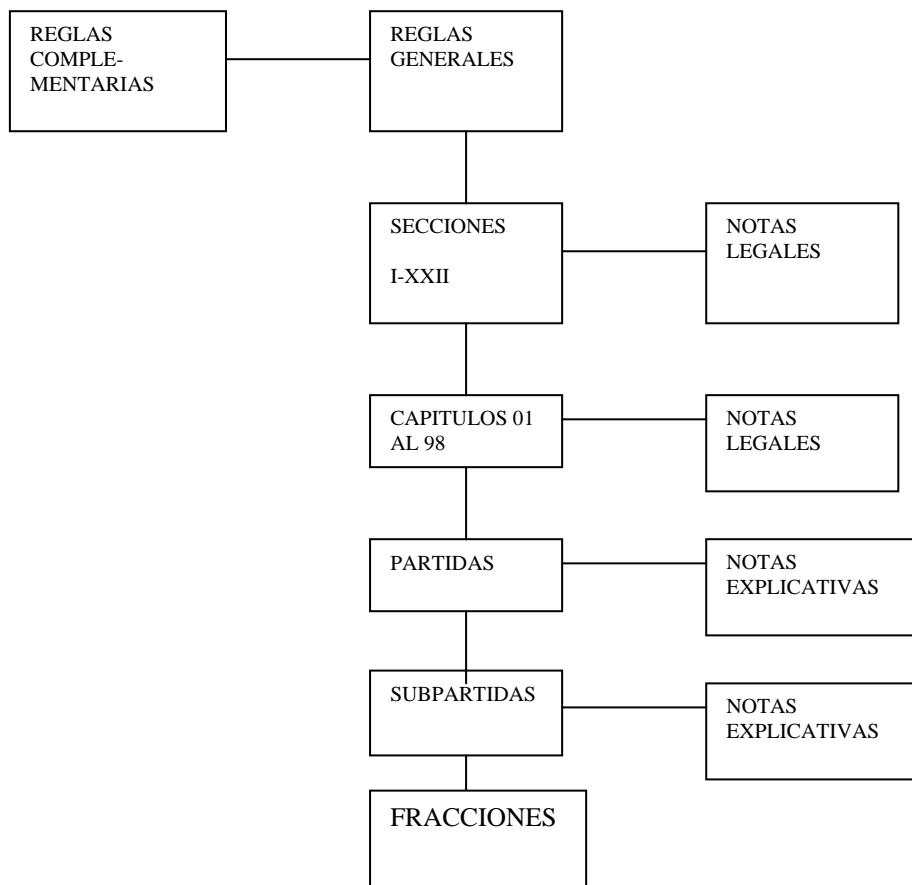 REGLAS
COMPLE-
MENTARIAS
REGLAS
GENERALES
SECCIONES
I-XXII
NOTAS
LEGALES
CAPITULOS 01
AL 98
NOTAS
LEGALES
PARTIDAS
NOTAS
EXPLICATIVAS
SUBPARTIDAS
NOTAS
EXPLICATIVAS
FRACCIONES